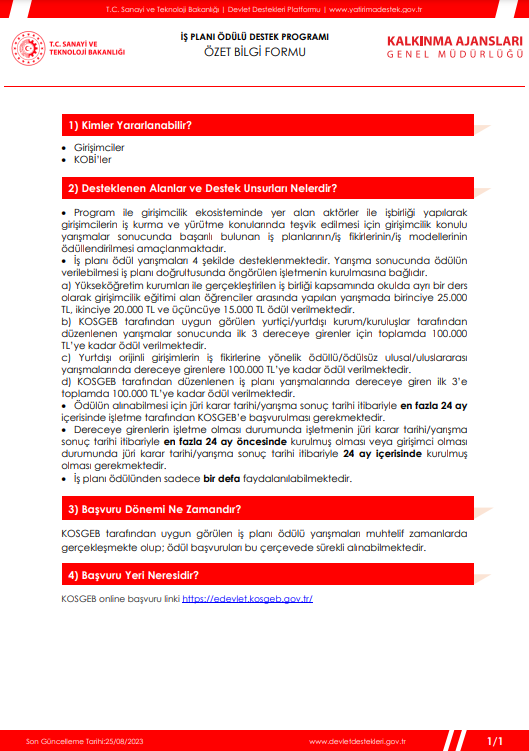 T.C. Sanayi ve Teknoloji Bakanlığı | Devlet Destekleri Platformu | www.yatirimadestek.gov.tr
T.C. SANAYİ VE
TEKNOLOJİ BAKANLIĞI
İŞ PLANI ÖDÜLÜ DESTEK PROGRAMI
ÖZET BİLGİ FORMU
KALKINMA AJANSLARI
GENEL MÜDÜRLÜĞÜ
1) Kimler Yararlanabilir?
• Girişimciler
• KOBİ'ler
2) Desteklenen Alanlar ve Destek Unsurları Nelerdir?
• Program ile girişimcilik ekosisteminde yer alan aktörler ile işbirliği yapılarak
girişimcilerin iş kurma ve yürütme konularında teşvik edilmesi için girişimcilik konulu
yarışmalar sonucunda başarılı bulunan iş planlarının/iş fikirlerinin/iş modellerinin
ödüllendirilmesi amaçlanmaktadır.
• İş planı ödül yarışmaları 4 şekilde desteklenmektedir. Yarışma sonucunda ödülün
verilebilmesi iş planı doğrultusunda öngörülen işletmenin kurulmasına bağlıdır.
a) Yükseköğretim kurumları ile gerçekleştirilen iş birliği kapsamında okulda ayrı bir ders
olarak girişimcilik eğitimi alan öğrenciler arasında yapılan yarışmada birinciye 25.000
TL, ikinciye 20.000 TL ve üçüncüye 15.000 TL ödül verilmektedir.
b) KOSGEB tarafından uygun görülen yurtiçi/yurtdışı kurum/kuruluşlar tarafından
düzenlenen yarışmalar sonucunda ilk 3 dereceye girenler için toplamda 100.000
TL'ye kadar ödül verilmektedir.
c) Yurtdışı orijinli girişimlerin iş fikirlerine yönelik ödüllü/ödülsüz ulusal/uluslararası
yarışmalarında dereceye girenlere 100.000 TL'ye kadar ödül verilmektedir.
d) KOSGEB tarafından düzenlenen iş planı yarışmalarında dereceye giren ilk 3'e
toplamda 100.000 TL'ye kadar ödül verilmektedir.
• Ödülün alınabilmesi için jüri karar tarihi/yarışma sonuç tarihi itibariyle en fazla 24 ay
içerisinde işletme tarafından KOSGEB'e başvurulması gerekmektedir.
• Dereceye girenlerin işletme olması durumunda işletmenin jüri karar tarihi/yarışma
sonuç tarihi itibariyle en fazla 24 ay öncesinde kurulmuş olması veya girişimci olması
durumunda jüri karar tarihi/yarışma sonuç tarihi itibariyle 24 ay içerisinde kurulmuş
olması gerekmektedir.
• İş planı ödülünden sadece bir defa faydalanılabilmektedir.
3) Başvuru Dönemi Ne Zamandır?
KOSGEB tarafından uygun görülen iş planı ödülü yarışmaları muhtelif zamanlarda
gerçekleşmekte olup; ödül başvuruları bu çerçevede sürekli alınabilmektedir.
4) Başvuru Yeri Neresidir?
KOSGEB online başvuru linki https://edevlet.kosgeb.gov.tr/
Son Güncelleme Tarihi:25/08/2023
www.devletdestekleri.gov.tr
1/1